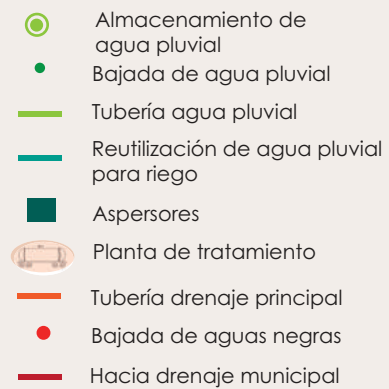 Almacenamiento de
agua pluvial
Bajada de agua pluvial
Tubería agua pluvial
Reutilización de agua pluvial
para riego
Aspersores
Planta de tratamiento
Tubería drenaje principal
Bajada de aguas negras
Hacia drenaje municipal